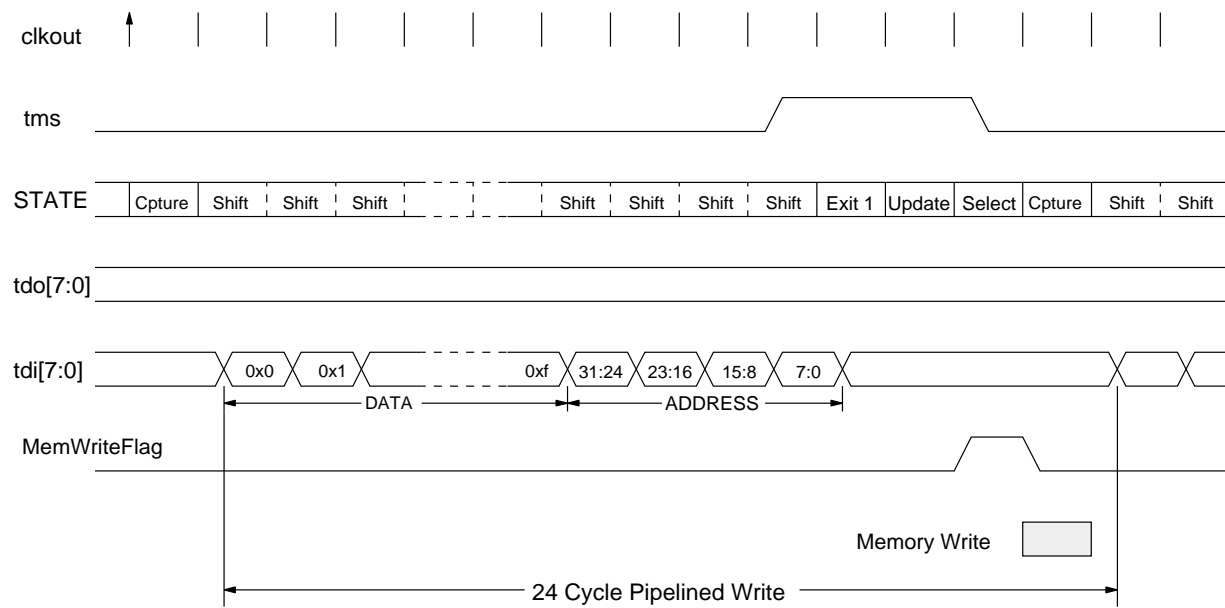 clkout
tms
STATE Cpture Shift Shift Shift Shift Shift Shift Shift Exit 1 Update Select Cpture Shift Shift
tdo[7:0]
tdi[7:0] 0x0 0x1 0xf 31:24 23:16 15:8 7:0
DATA ADDRESS
MemWriteFlag
Memory Write
24 Cycle Pipelined Write